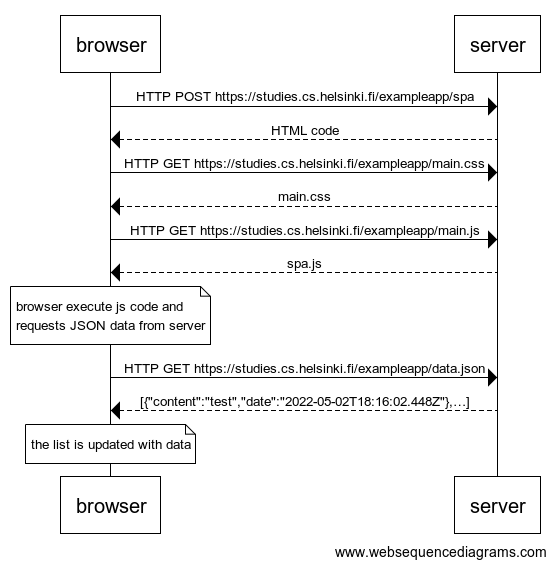 browser
server
HTTP POST https://studies.cs.helsinki.fi/exampleapp/spa
HTML code
HTTP GET https://studies.cs.helsinki.fi/exampleapp/main.css
main.css
HTTP GET https://studies.cs.helsinki.fi/exampleapp/main.js
spa.js
browser execute js code and
requests JSON data from server
HTTP GET https://studies.cs.helsinki.fi/exampleapp/data.json
[{"content":"test","date":"2022-05-02T18:16:02.448Z"},…]
the list is updated with data
browser
server
www.websequencediagrams.com